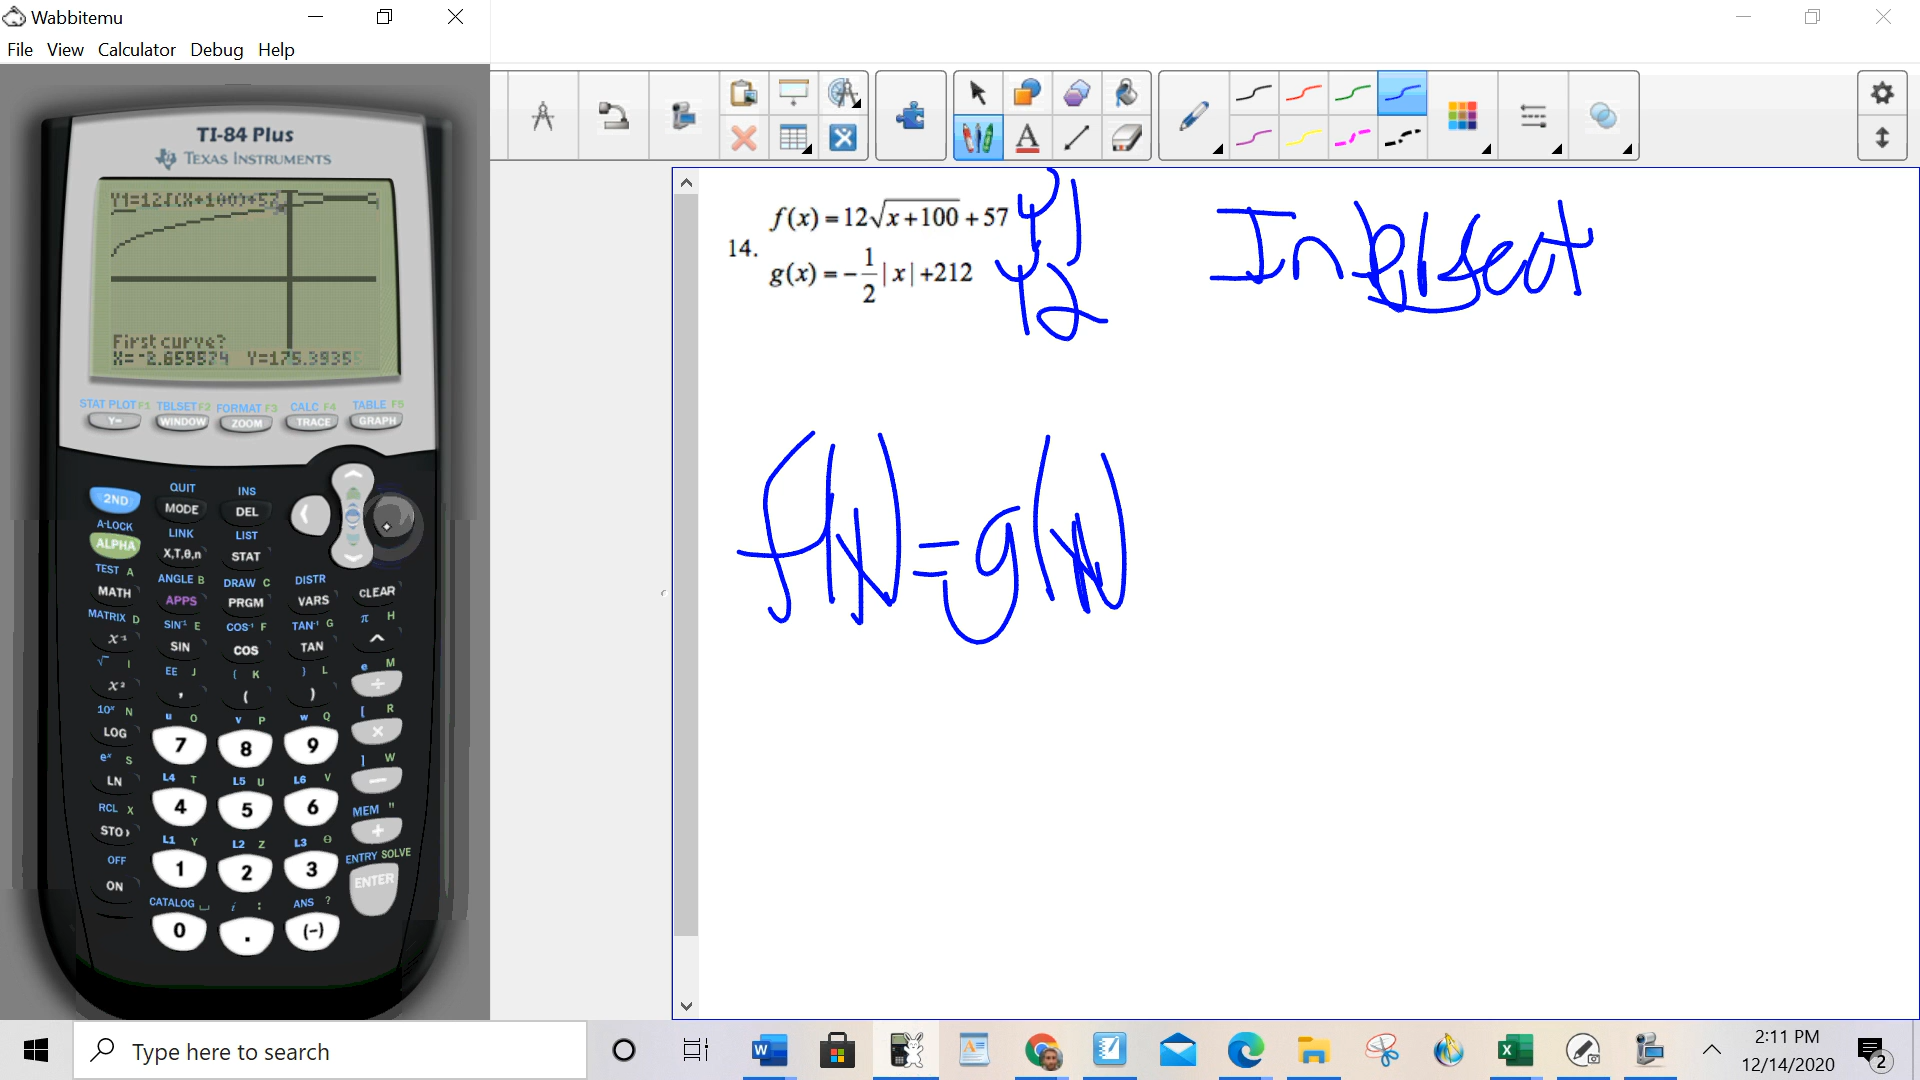 Wabbitemu
File View Calculator Debug Help
TI-84 Plus
TEXAS INSTRUMENTS
Y1=12√(X+100)+57
First curve?
X=-2.659574 Y=175.39355
STAT PLOT F1 TBLSET F2 FORMAT F3 CALC F4 TABLE F5
Y= WINDOW ZOOM TRACE GRAPH
QUIT INS
2ND MODE DEL
A-LOCK LINK LIST
ALPHA X,T,θ,n STAT
TEST A ANGLE B DRAW C DISTR
MATH APPS PRGM VARS CLEAR
MATRIX D SIN⁻¹ E COS⁻¹ F TAN⁻¹ G π H
x⁻¹ SIN COS TAN ^
√ I EE J { K } L e M
x² , ( ) ÷
10ˣ N u O v P w Q [ R
LOG 7 8 9 ×
eˣ S L4 T L5 U L6 V ] W
LN 4 5 6 −
RCL X L1 Y L2 Z L3 θ MEM "
STO› 1 2 3 +
OFF CATALOG ␣ i : ANS ? ENTRY SOLVE
ON 0 . (-) ENTER
14.
f(x) = 12√x+100 + 57 Y1
g(x) = -1/2|x| +212 Y2
f(x)=g(x)
Type here to search
2:11 PM
12/14/2020
2